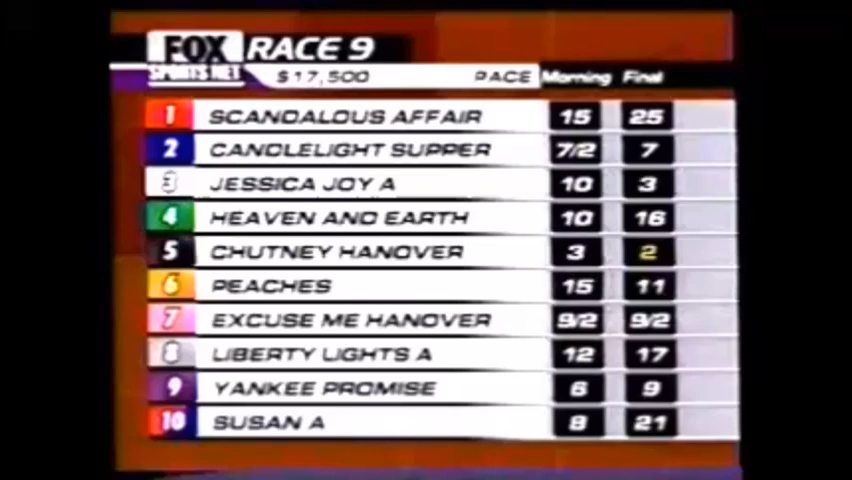 FOX RACE 9
SPORTS NET $17,500 PACE Morning Final
1 SCANDALOUS AFFAIR 15 25
2 CANDLELIGHT SUPPER 7/2 7
3 JESSICA JOY A 10 3
4 HEAVEN AND EARTH 10 16
5 CHUTNEY HANOVER 3 2
6 PEACHES 15 11
7 EXCUSE ME HANOVER 9/2 9/2
8 LIBERTY LIGHTS A 12 17
9 YANKEE PROMISE 6 9
10 SUSAN A 8 21